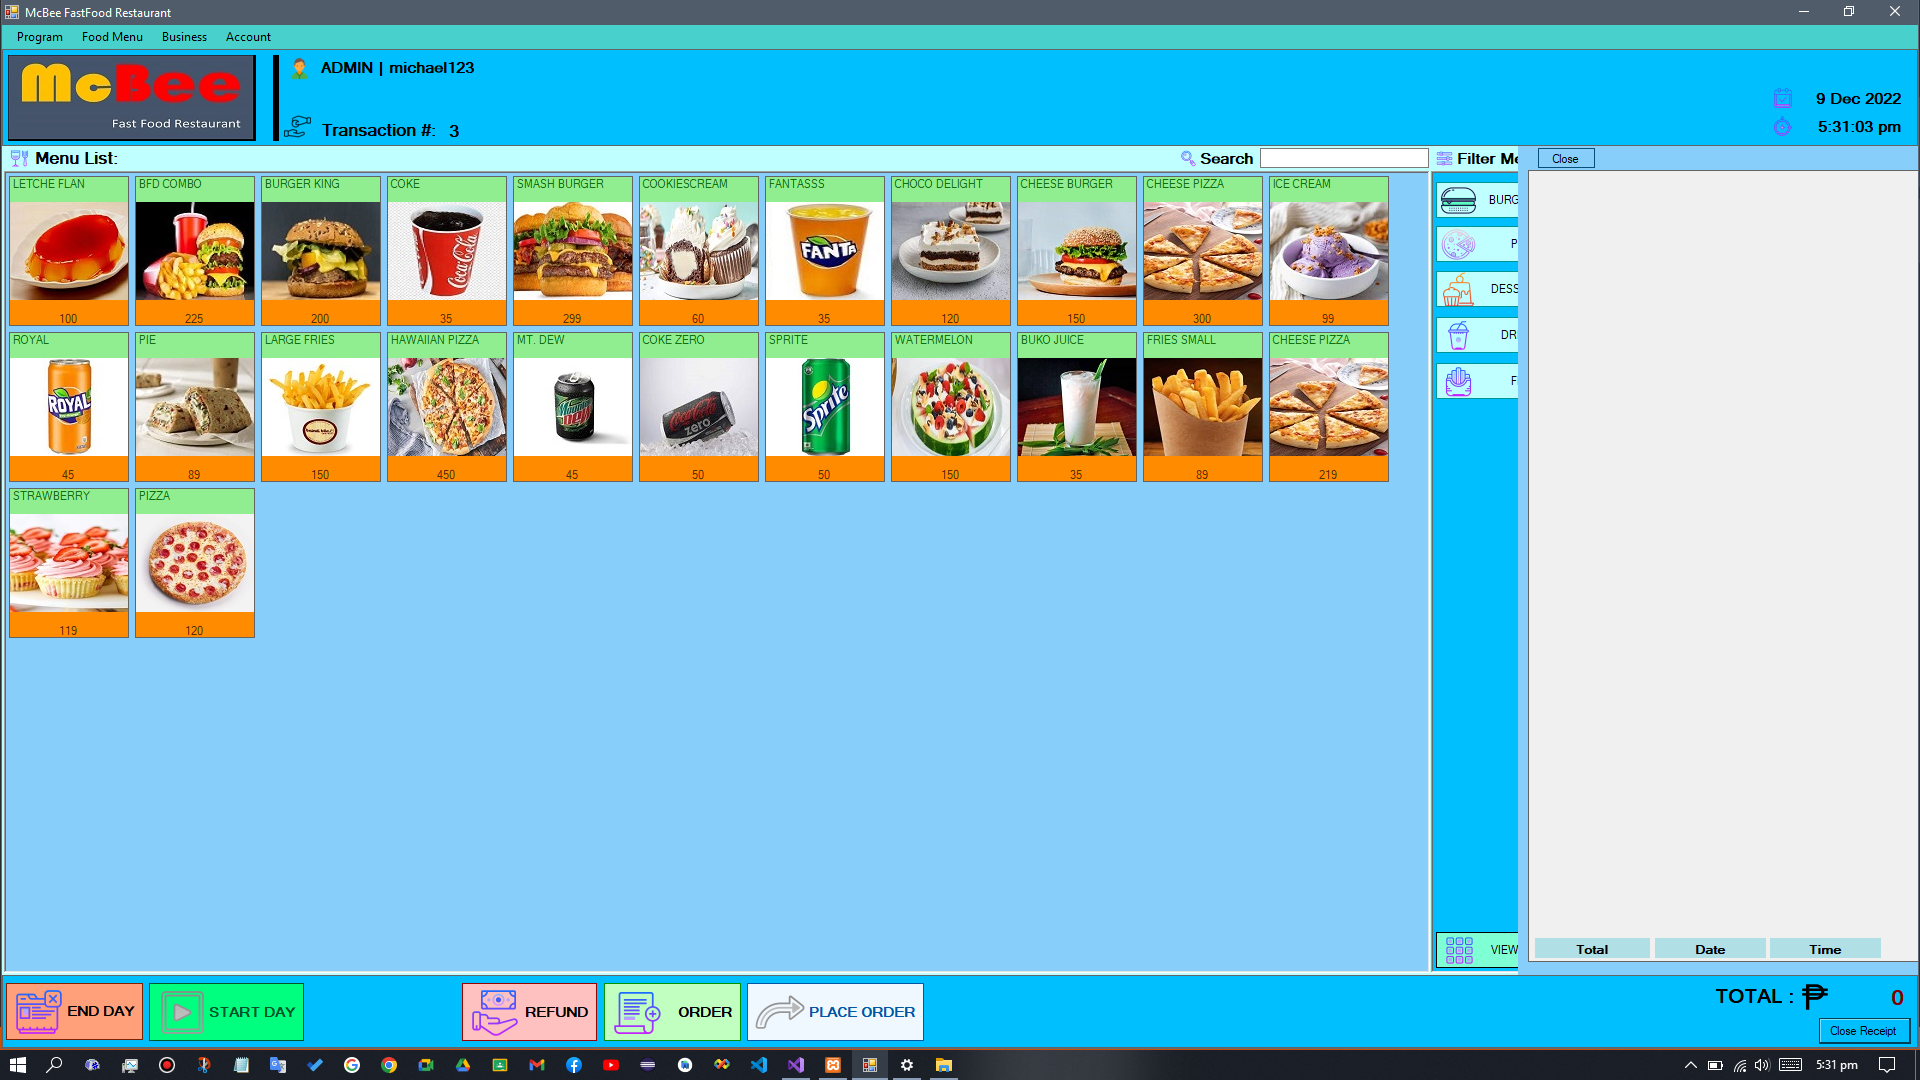 McBee FastFood Restaurant
Program Food Menu Business Account
McBee
Fast Food Restaurant
ADMIN | michael123
Transaction #: 3
9 Dec 2022
5:31:03 pm
Menu List:
Search
Filter Me
Close
LETCHE FLAN
100
BFD COMBO
225
BURGER KING
200
COKE
Coca-Cola
35
SMASH BURGER
299
COOKIESCREAM
60
FANTASSS
FANTA
35
CHOCO DELIGHT
120
CHEESE BURGER
150
CHEESE PIZZA
300
ICE CREAM
99
ROYAL
ROYAL
45
PIE
89
LARGE FRIES
150
HAWAIIAN PIZZA
450
MT. DEW
45
COKE ZERO
zero
50
SPRITE
Sprite
50
WATERMELON
150
BUKO JUICE
35
FRIES SMALL
89
CHEESE PIZZA
219
STRAWBERRY
119
PIZZA
120
BURG
P
DESS
DR
F
VIEW
Total Date Time
END DAY
START DAY
REFUND
ORDER
PLACE ORDER
TOTAL : ₱ 0
Close Receipt
5:31 pm